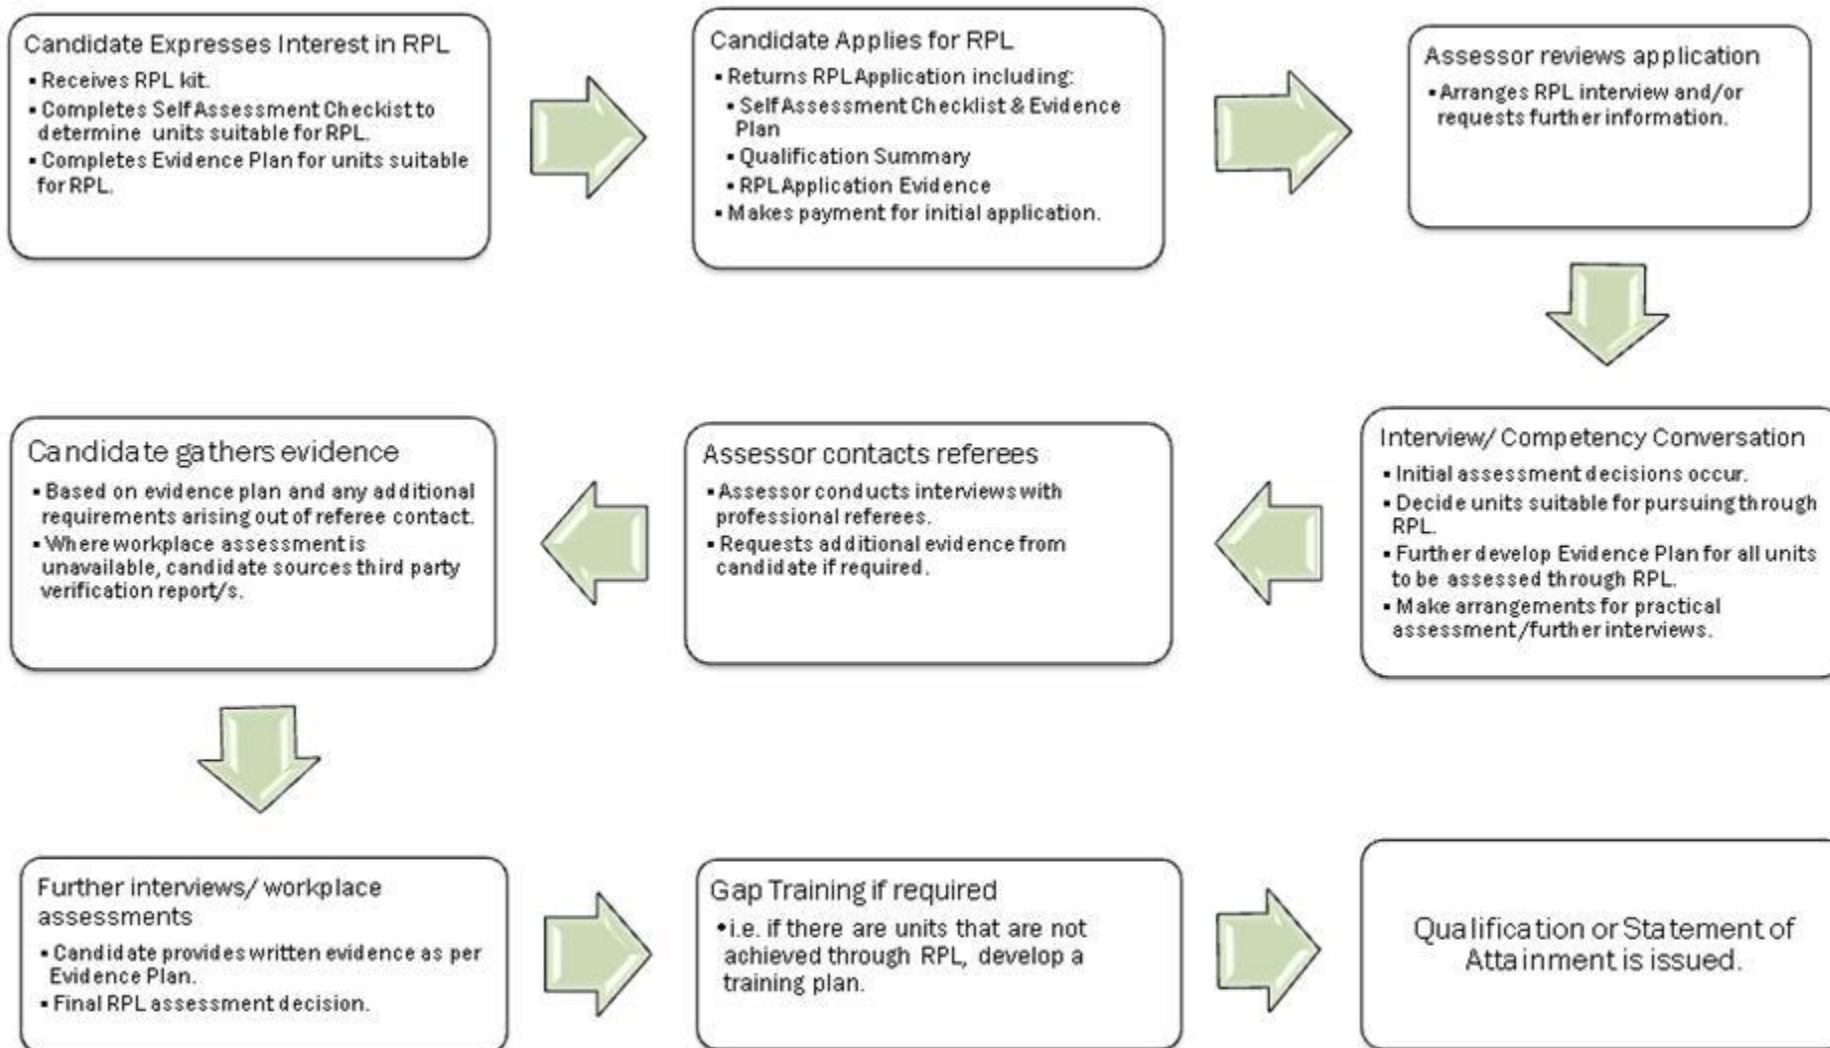 Candidate Expresses Interest in RPL
▪ Receives RPL kit.
▪ Completes Self Assessment Checkist to
determine units suitable for RPL.
▪ Completes Evidence Plan for units suitable
for RPL.
Candidate Applies for RPL
▪ Returns RPL Application including:
▪ Self Assessment Checklist & Evidence
Plan
▪ Qualification Summary
▪ RPL Application Evidence
▪ Makes payment for initial application.
Assessor reviews application
▪ Arranges RPL interview and/or
requests further information.
Interview/ Competency Conversation
▪ Initial assessment decisions occur.
▪ Decide units suitable for pursuing through
RPL.
▪ Further develop Evidence Plan for all units
to be assessed through RPL.
▪ Make arrangements for practical
assessment/further interviews.
Assessor contacts referees
▪ Assessor conducts interviews with
professional referees.
▪ Requests additional evidence from
candidate if required.
Candidate gathers evidence
▪ Based on evidence plan and any additional
requirements arising out of referee contact.
▪ Where workplace assessment is
unavailable, candidate sources third party
verification report/s.
Further interviews/ workplace
assessments
▪ Candidate provides written evidence as per
Evidence Plan.
▪ Final RPL assessment decision.
Gap Training if required
• i.e. if there are units that are not
achieved through RPL, develop a
training plan.
Qualification or Statement of
Attainment is issued.